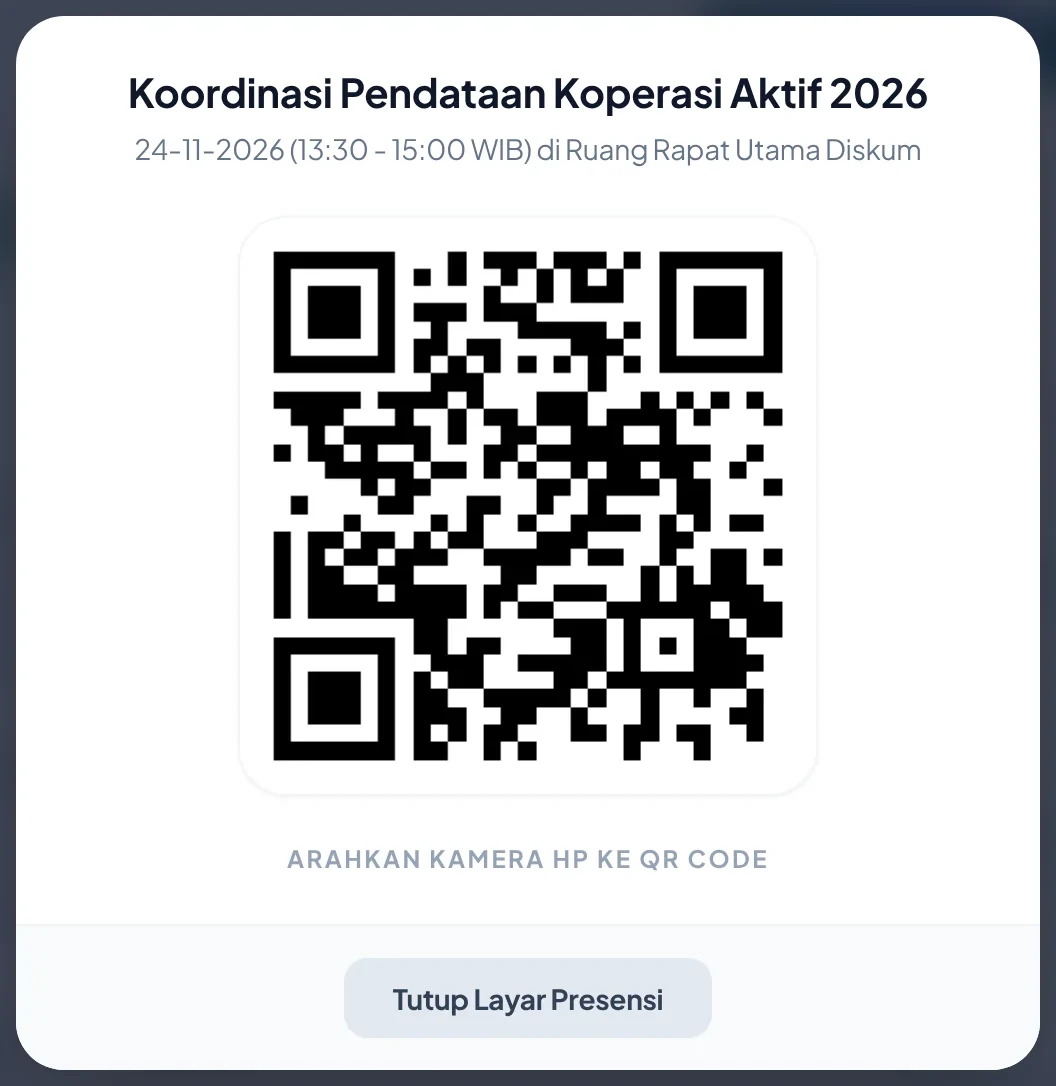 Koordinasi Pendataan Koperasi Aktif 2026
24-11-2026 (13:30 - 15:00 WIB) di Ruang Rapat Utama Diskum
ARAHKAN KAMERA HP KE QR CODE
Tutup Layar Presensi